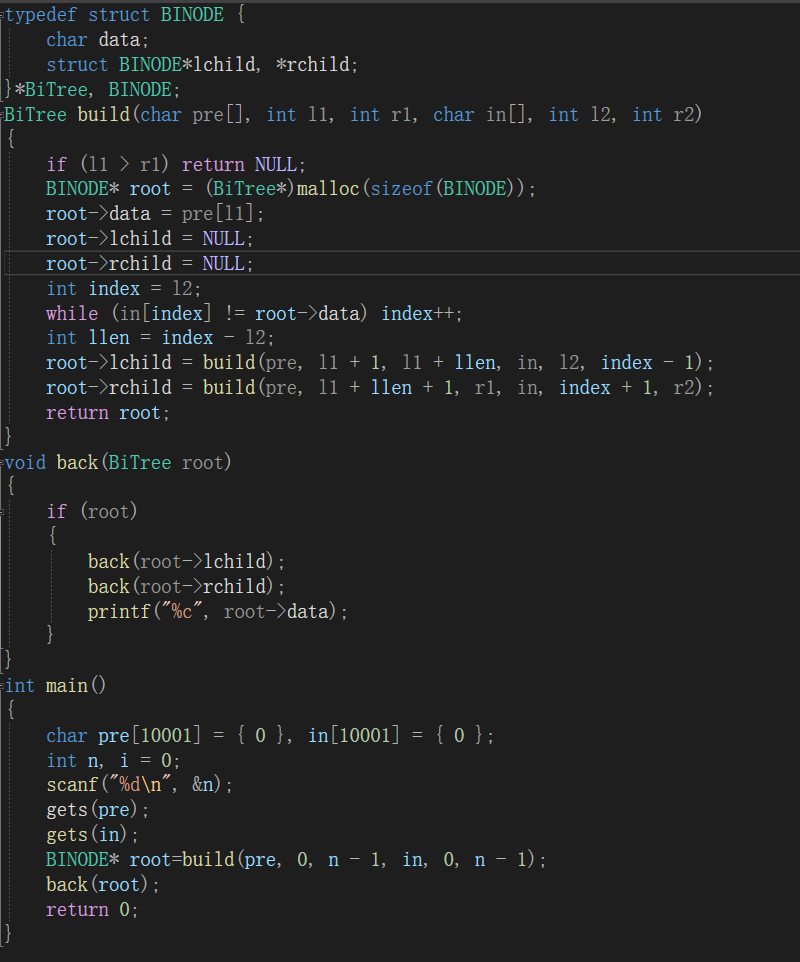 typedef struct BINODE {
    char data;
    struct BINODE*lchild, *rchild;
}*BiTree, BINODE;
BiTree build(char pre[], int l1, int r1, char in[], int l2, int r2)
{
    if (l1 > r1) return NULL;
    BINODE* root = (BiTree*)malloc(sizeof(BINODE));
    root->data = pre[l1];
    root->lchild = NULL;
    root->rchild = NULL;
    int index = l2;
    while (in[index] != root->data) index++;
    int llen = index - l2;
    root->lchild = build(pre, l1 + 1, l1 + llen, in, l2, index - 1);
    root->rchild = build(pre, l1 + llen + 1, r1, in, index + 1, r2);
    return root;
}
void back(BiTree root)
{
    if (root)
    {
        back(root->lchild);
        back(root->rchild);
        printf("%c", root->data);
    }
}
int main()
{
    char pre[10001] = { 0 }, in[10001] = { 0 };
    int n, i = 0;
    scanf("%d\n", &n);
    gets(pre);
    gets(in);
    BINODE* root=build(pre, 0, n - 1, in, 0, n - 1);
    back(root);
    return 0;
}